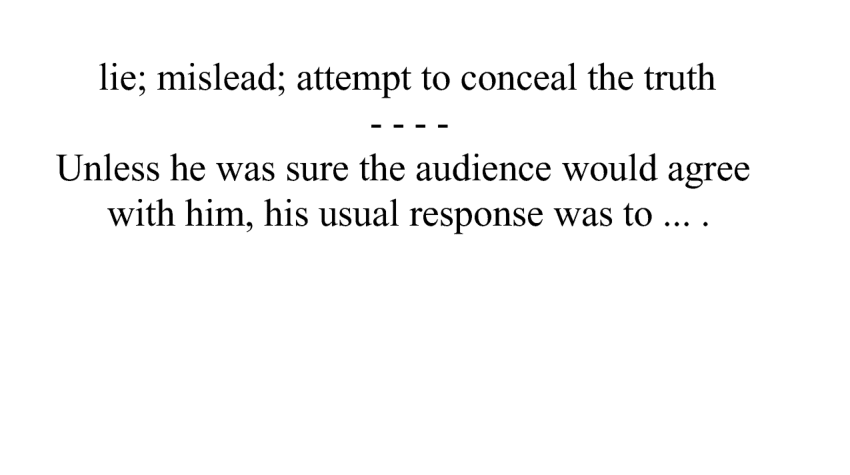 lie; mislead; attempt to conceal the truth
- - - -
Unless he was sure the audience would agree
with him, his usual response was to ... .